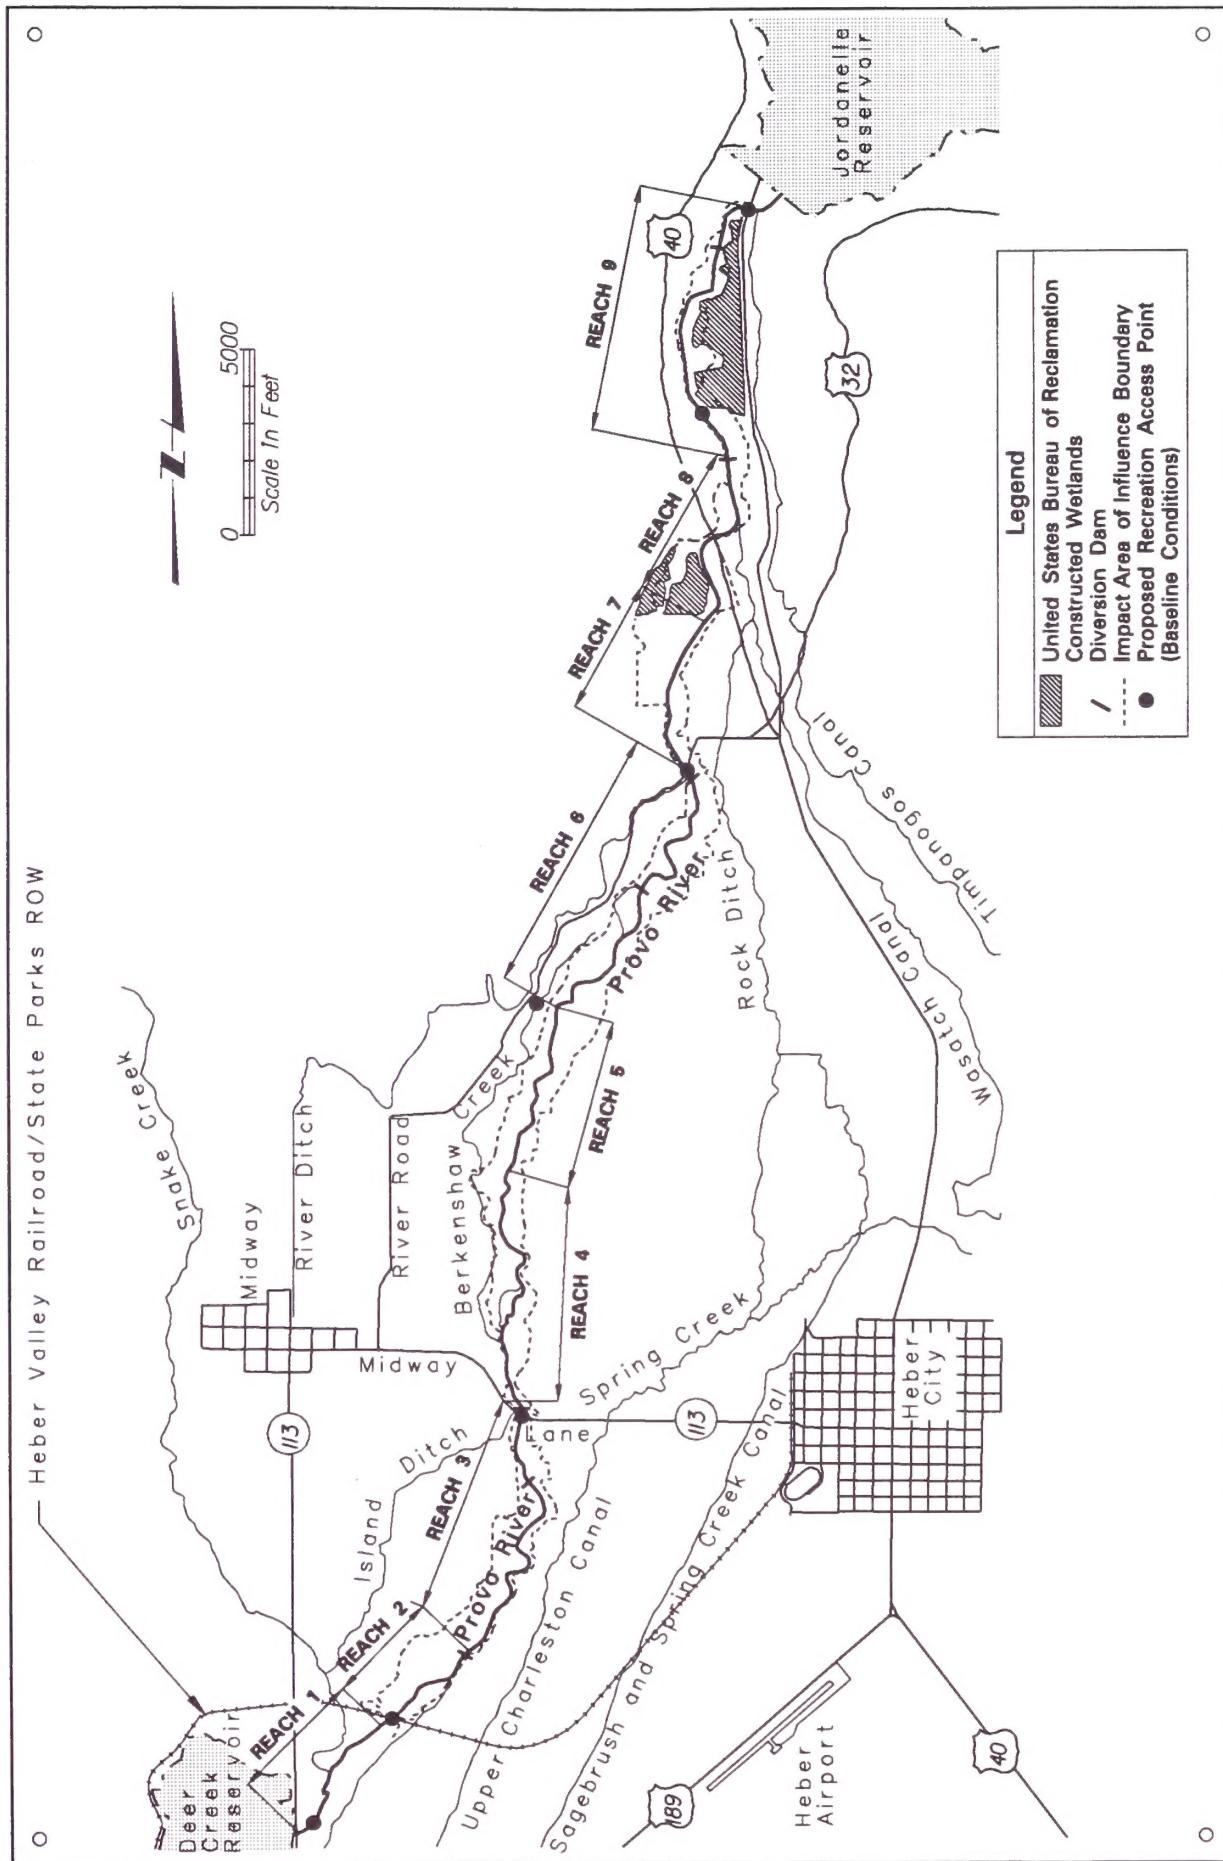 Heber Valley Railroad/State Parks ROW
0
5000
Scale In Feet
Deer
Creek
Reservoir
Jordanelle
Reservoir
REACH 1
REACH 2
REACH 3
REACH 4
REACH 5
REACH 6
REACH 7
REACH 8
REACH 9
Snake Creek
Midway
River Ditch
River Road
Berkenshaw
Creek
Midway
Lane
Island
Ditch
113
113
Provo River
Provo River
Rock Ditch
Spring Creek
Upper Charleston Canal
Sagebrush and Spring Creek Canal
Wasatch Canal
Timpanogos Canal
Heber
City
Heber
Airport
189
40
40
32
Legend
United States Bureau of Reclamation
Constructed Wetlands
Diversion Dam
Impact Area of Influence Boundary
Proposed Recreation Access Point
(Baseline Conditions)